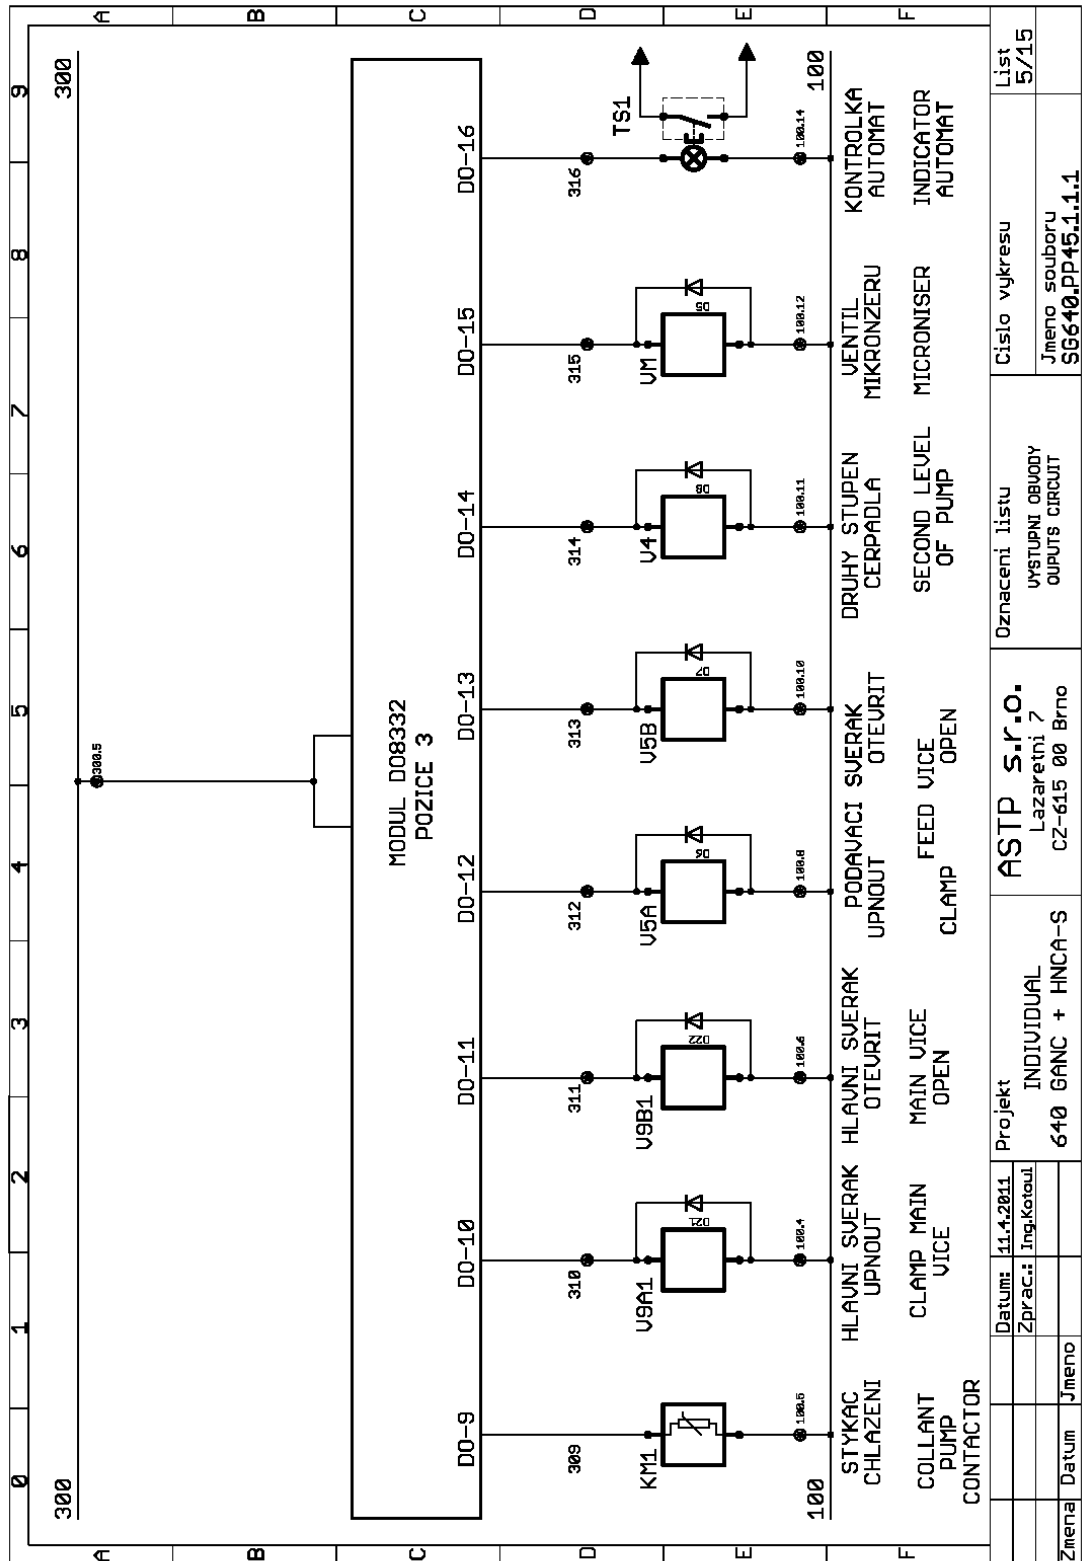 0 1 2 3 4 5 6 7 8 9
A
B
C
D
E
F
A
B
C
D
E
F
300
300
300.5
MODUL DO8332
POZICE 3
DO-9
DO-10
DO-11
DO-12
DO-13
DO-14
DO-15
DO-16
309
310
311
312
313
314
315
316
KM1
V9A1
V9B1
V5A
V5B
V4
VM
TS1
D21
D22
D6
D7
D8
D5
100.5
100.4
100.6
100.8
100.10
100.11
100.12
100.14
100
100
STYKAC
CHLAZENI
COLLANT
PUMP
CONTACTOR
HLAVNI SVERAK
UPNOUT
CLAMP MAIN
VICE
HLAVNI SVERAK
OTEVRIT
MAIN VICE
OPEN
PODAVACI SVERAK
UPNOUT OTEVRIT
FEED VICE
CLAMP OPEN
DRUHY STUPEN
CERPADLA
SECOND LEVEL
OF PUMP
VENTIL
MIKRONZERU
MICRONISER
KONTROLKA
AUTOMAT
INDICATOR
AUTOMAT
Zmena Datum Jmeno
Datum: 11.4.2011
Zprac.: Ing.Kotoul
Projekt
INDIVIDUAL
640 GANC + HNCA-S
ASTP s.r.o.
Lazaretni 7
CZ-615 00 Brno
Oznaceni listu
VYSTUPNI OBVODY
OUPUTS CIRCUIT
Cislo vykresu
Jmeno souboru
SG640.PP45.1.1.1
List
5/15